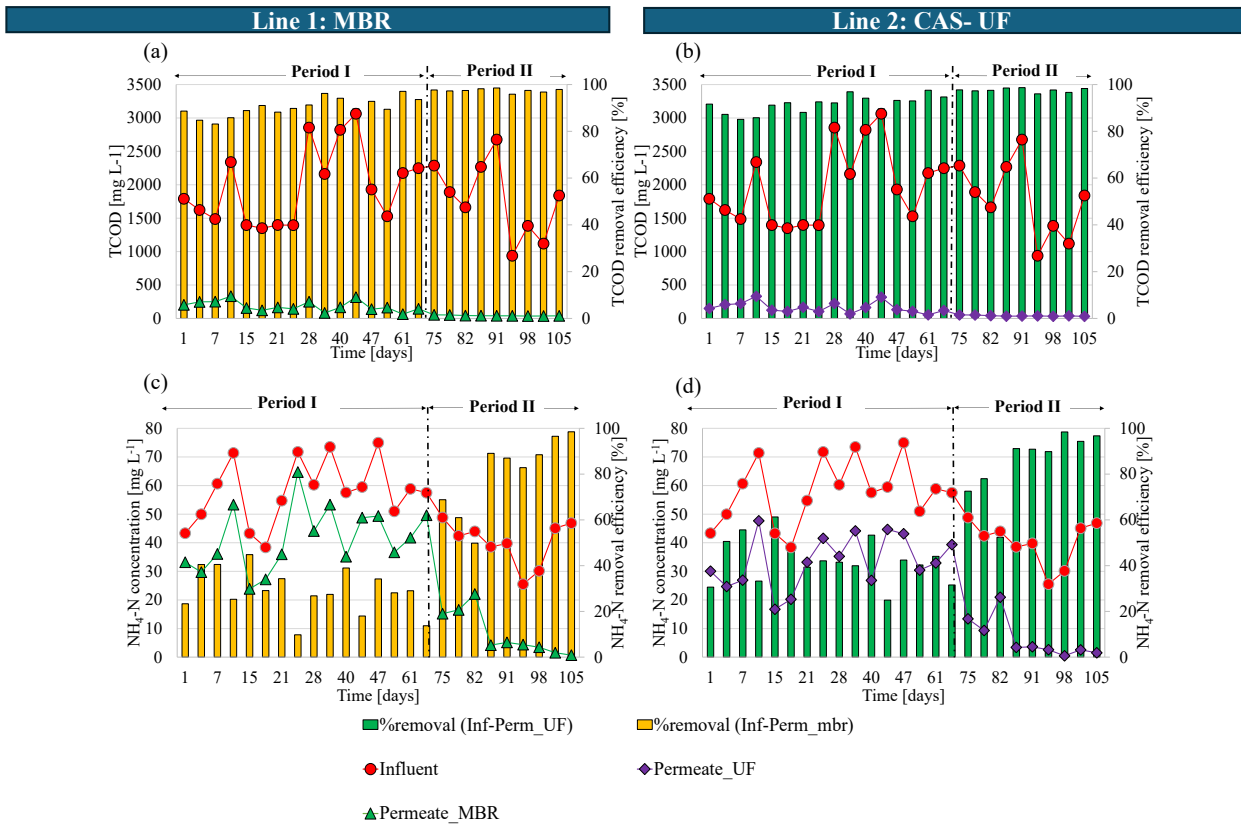 Line 1: MBR
Line 2: CAS- UF
(a)
Period I
Period II
TCOD [mg L-1]
3500
3000
2500
2000
1500
1000
500
0
100
80
60
40
20
0
TCOD removal efficiency [%]
1 7 15 21 28 40 47 61 75 82 91 98 105
Time [days]
(b)
Period I
Period II
TCOD [mg L-1]
3500
3000
2500
2000
1500
1000
500
0
100
80
60
40
20
0
TCOD removal efficiency [%]
1 7 15 21 28 40 47 61 75 82 91 98 105
Time [days]
(c)
Period I
Period II
NH₄-N concentration [mg L⁻¹]
80
70
60
50
40
30
20
10
0
100
80
60
40
20
0
NH₄-N removal efficiency [%]
1 7 15 21 28 40 47 61 75 82 91 98 105
Time [days]
(d)
Period I
Period II
NH₄-N concentration [mg L⁻¹]
80
70
60
50
40
30
20
10
0
100
80
60
40
20
0
NH₄-N removal efficiency [%]
1 7 15 21 28 40 47 61 75 82 91 98 105
Time [days]
%removal (Inf-Perm_UF)
%removal (Inf-Perm_mbr)
Influent
Permeate_UF
Permeate_MBR